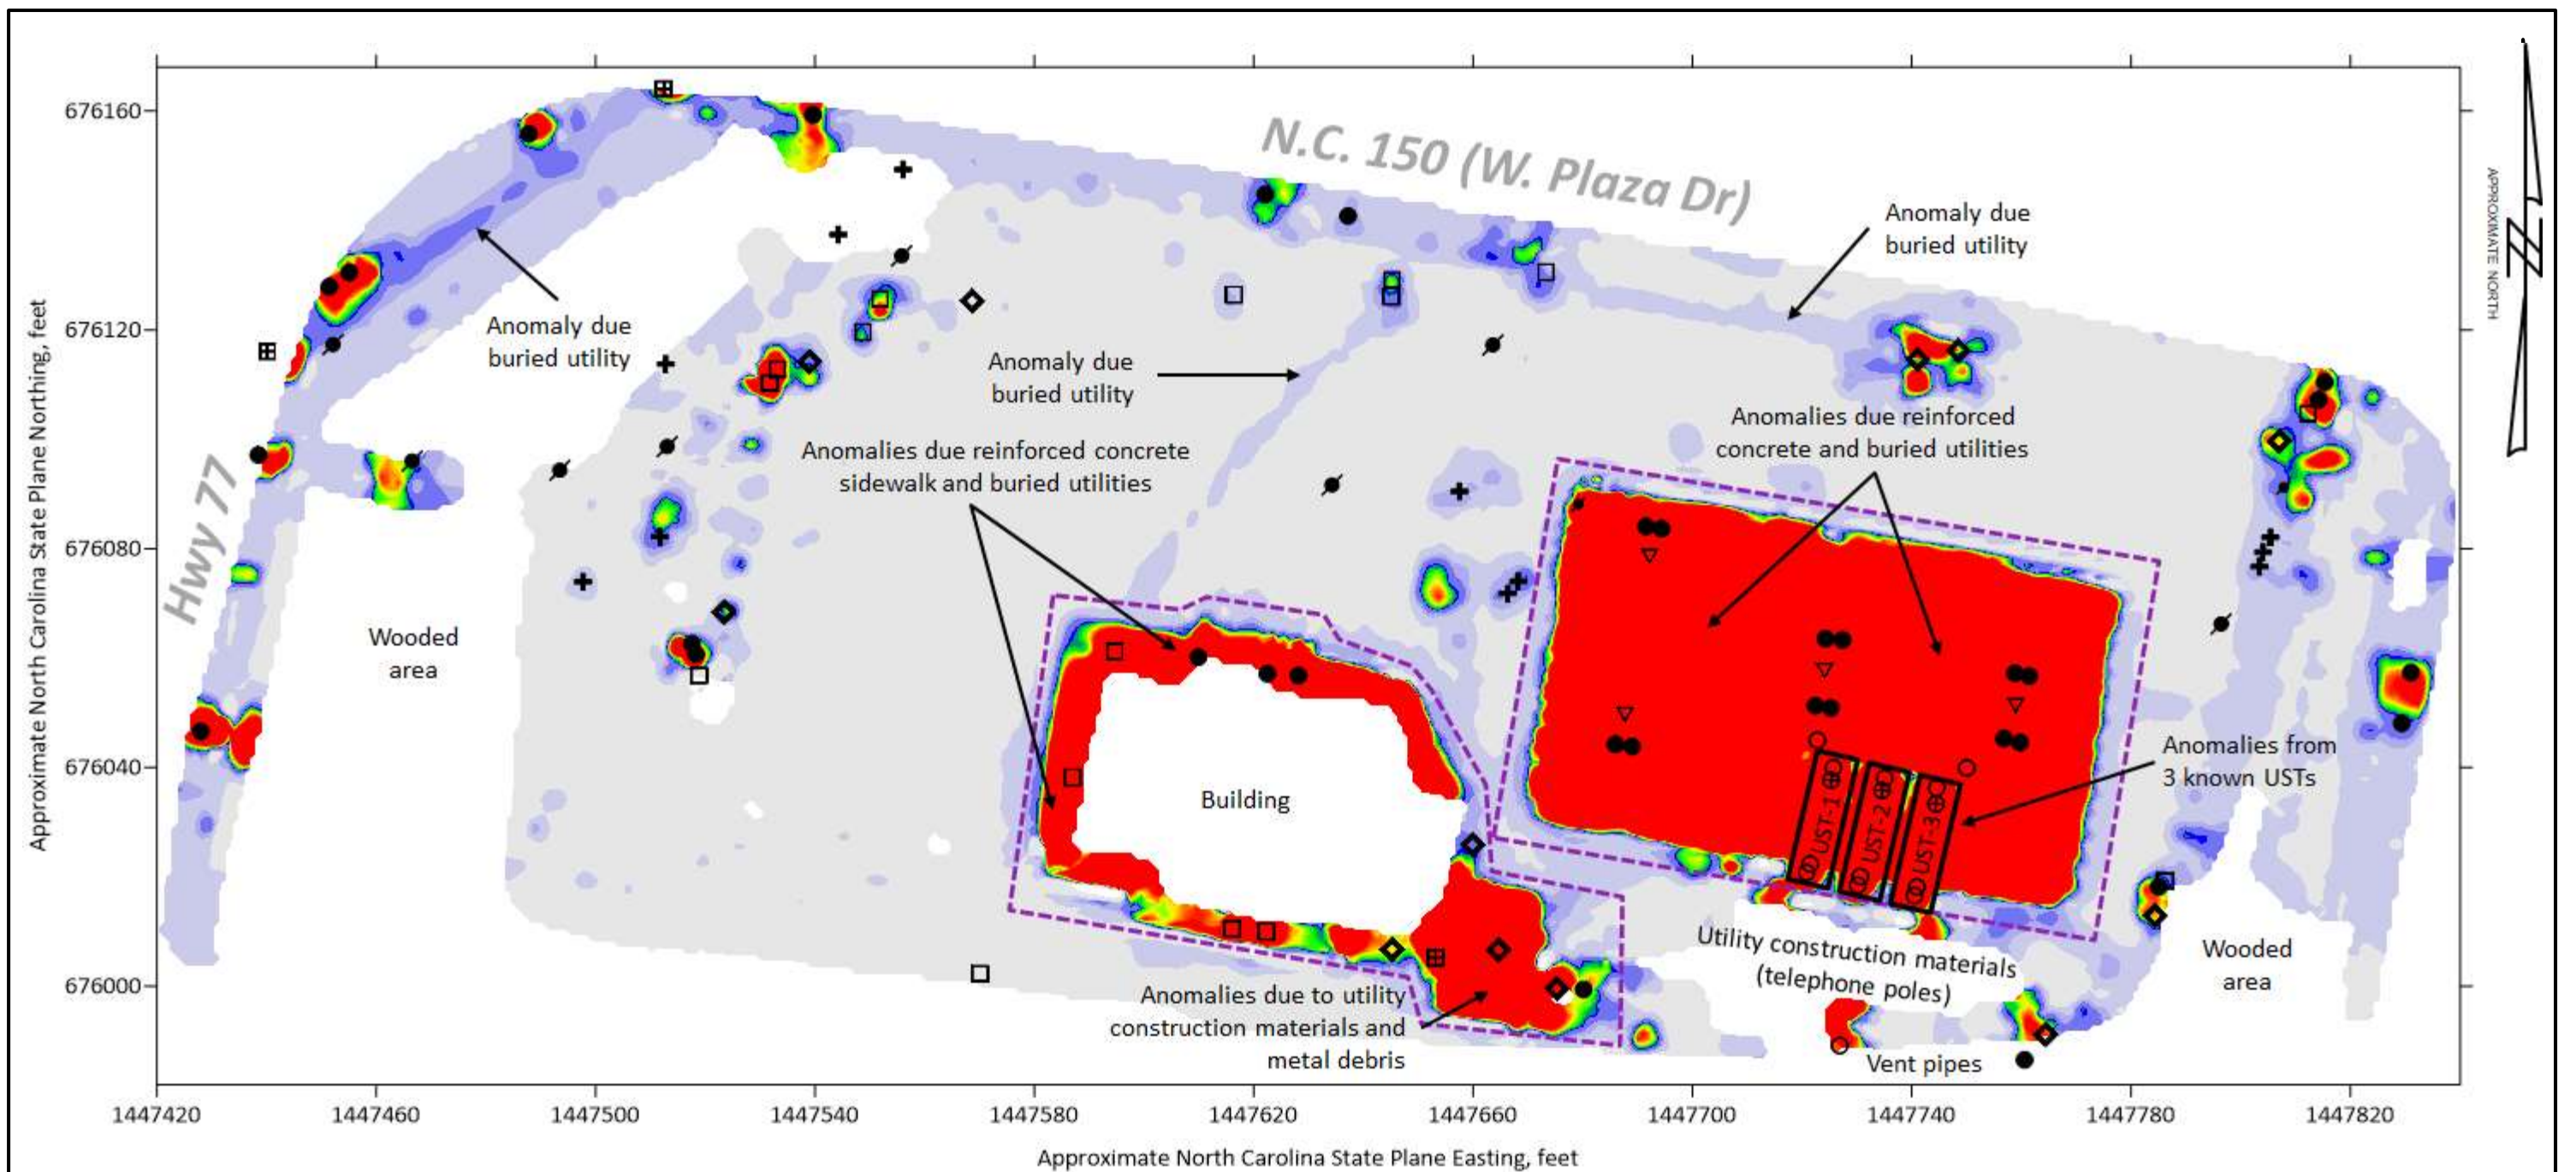 N.C. 150 (W. Plaza Dr)
APPROXIMATE NORTH
Anomaly due
buried utility
Anomaly due
buried utility
Anomaly due
buried utility
Anomalies due reinforced
concrete and buried utilities
Anomalies due reinforced concrete
sidewalk and buried utilities
Hwy 77
Wooded
area
Building
Anomalies from
3 known USTs
UST-1
UST-2
UST-3
Utility construction materials
(telephone poles)
Wooded
area
Anomalies due to utility
construction materials and
metal debris
Vent pipes
676160
676120
676080
676040
676000
Approximate North Carolina State Plane Northing, feet
1447420
1447460
1447500
1447540
1447580
1447620
1447660
1447700
1447740
1447780
1447820
Approximate North Carolina State Plane Easting, feet